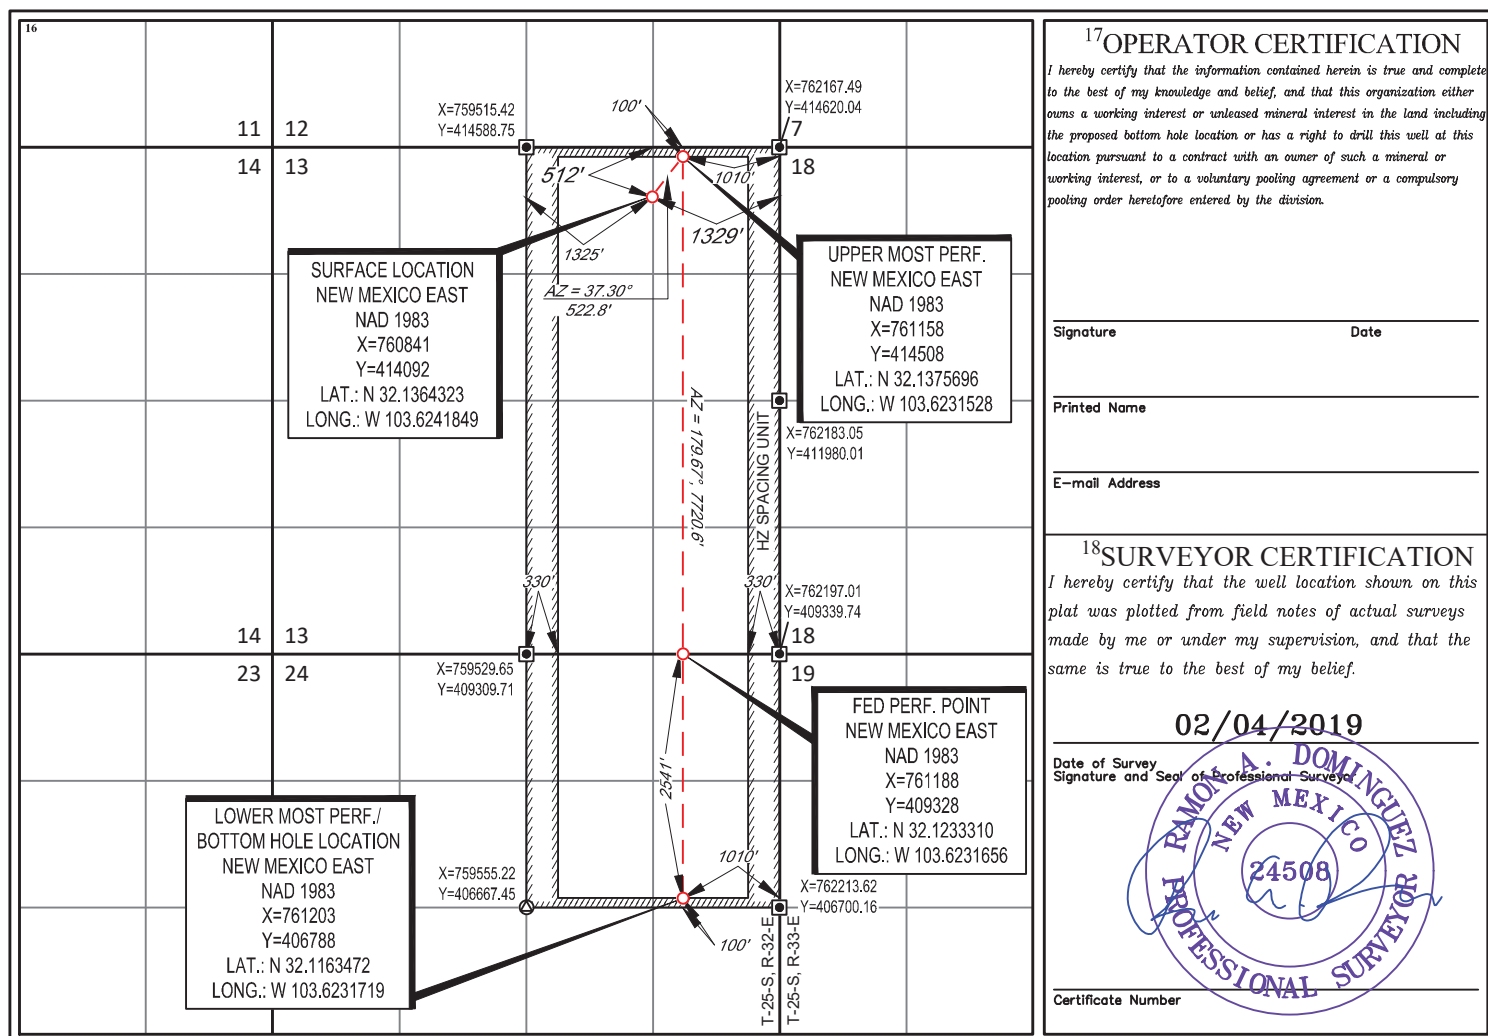 16
X=759515.42
Y=414588.75
100'
X=762167.49
Y=414620.04
11 12
7
14 13
18
512'
1010'
1329'
1325'
AZ = 37.30°
522.8'
SURFACE LOCATION
NEW MEXICO EAST
NAD 1983
X=760841
Y=414092
LAT.: N 32.1364323
LONG.: W 103.6241849
UPPER MOST PERF.
NEW MEXICO EAST
NAD 1983
X=761158
Y=414508
LAT.: N 32.1375696
LONG.: W 103.6231528
AZ = 179.67°, 7720.6'
HZ SPACING UNIT
X=762183.05
Y=411980.01
330'
330'
X=762197.01
Y=409339.74
14 13
18
23 24
19
X=759529.65
Y=409309.71
FED PERF. POINT
NEW MEXICO EAST
NAD 1983
X=761188
Y=409328
LAT.: N 32.1233310
LONG.: W 103.6231656
2541'
LOWER MOST PERF./
BOTTOM HOLE LOCATION
NEW MEXICO EAST
NAD 1983
X=761203
Y=406788
LAT.: N 32.1163472
LONG.: W 103.6231719
X=759555.22
Y=406667.45
1010'
X=762213.62
Y=406700.16
100'
T-25-S, R-32-E
T-25-S, R-33-E
17OPERATOR CERTIFICATION
I hereby certify that the information contained herein is true and complete
to the best of my knowledge and belief, and that this organization either
owns a working interest or unleased mineral interest in the land including
the proposed bottom hole location or has a right to drill this well at this
location pursuant to a contract with an owner of such a mineral or
working interest, or to a voluntary pooling agreement or a compulsory
pooling order heretofore entered by the division.
Signature Date
Printed Name
E-mail Address
18SURVEYOR CERTIFICATION
I hereby certify that the well location shown on this
plat was plotted from field notes of actual surveys
made by me or under my supervision, and that the
same is true to the best of my belief.
02/04/2019
Date of Survey
Signature and Seal of Professional Surveyor
RAMON A. DOMINGUEZ
NEW MEXICO
24508
PROFESSIONAL SURVEYOR
Certificate Number